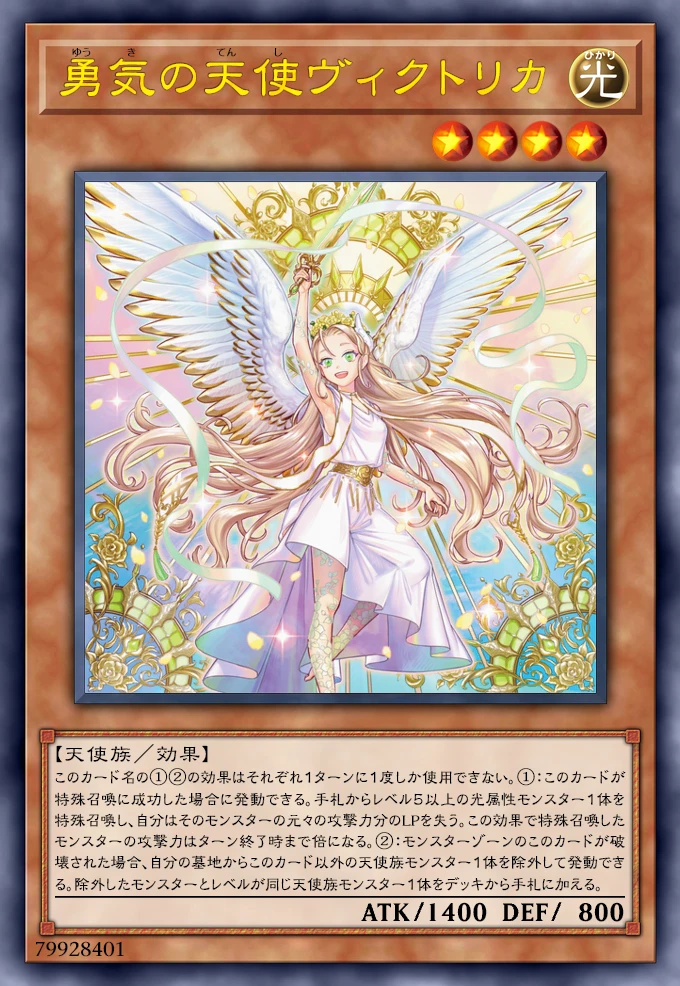 ゆうき てんし
勇気の天使ヴィクトリカ
ひかり
光
【天使族／効果】
このカード名の①②の効果はそれぞれ1ターンに1度しか使用できない。①：このカードが
特殊召喚に成功した場合に発動できる。手札からレベル5以上の光属性モンスター1体を
特殊召喚し、自分はそのモンスターの元々の攻撃力分のLPを失う。この効果で特殊召喚した
モンスターの攻撃力はターン終了時まで倍になる。②：モンスターゾーンのこのカードが破
壊された場合、自分の墓地からこのカード以外の天使族モンスター1体を除外して発動でき
る。除外したモンスターとレベルが同じ天使族モンスター1体をデッキから手札に加える。
ATK/1400 DEF/ 800
79928401